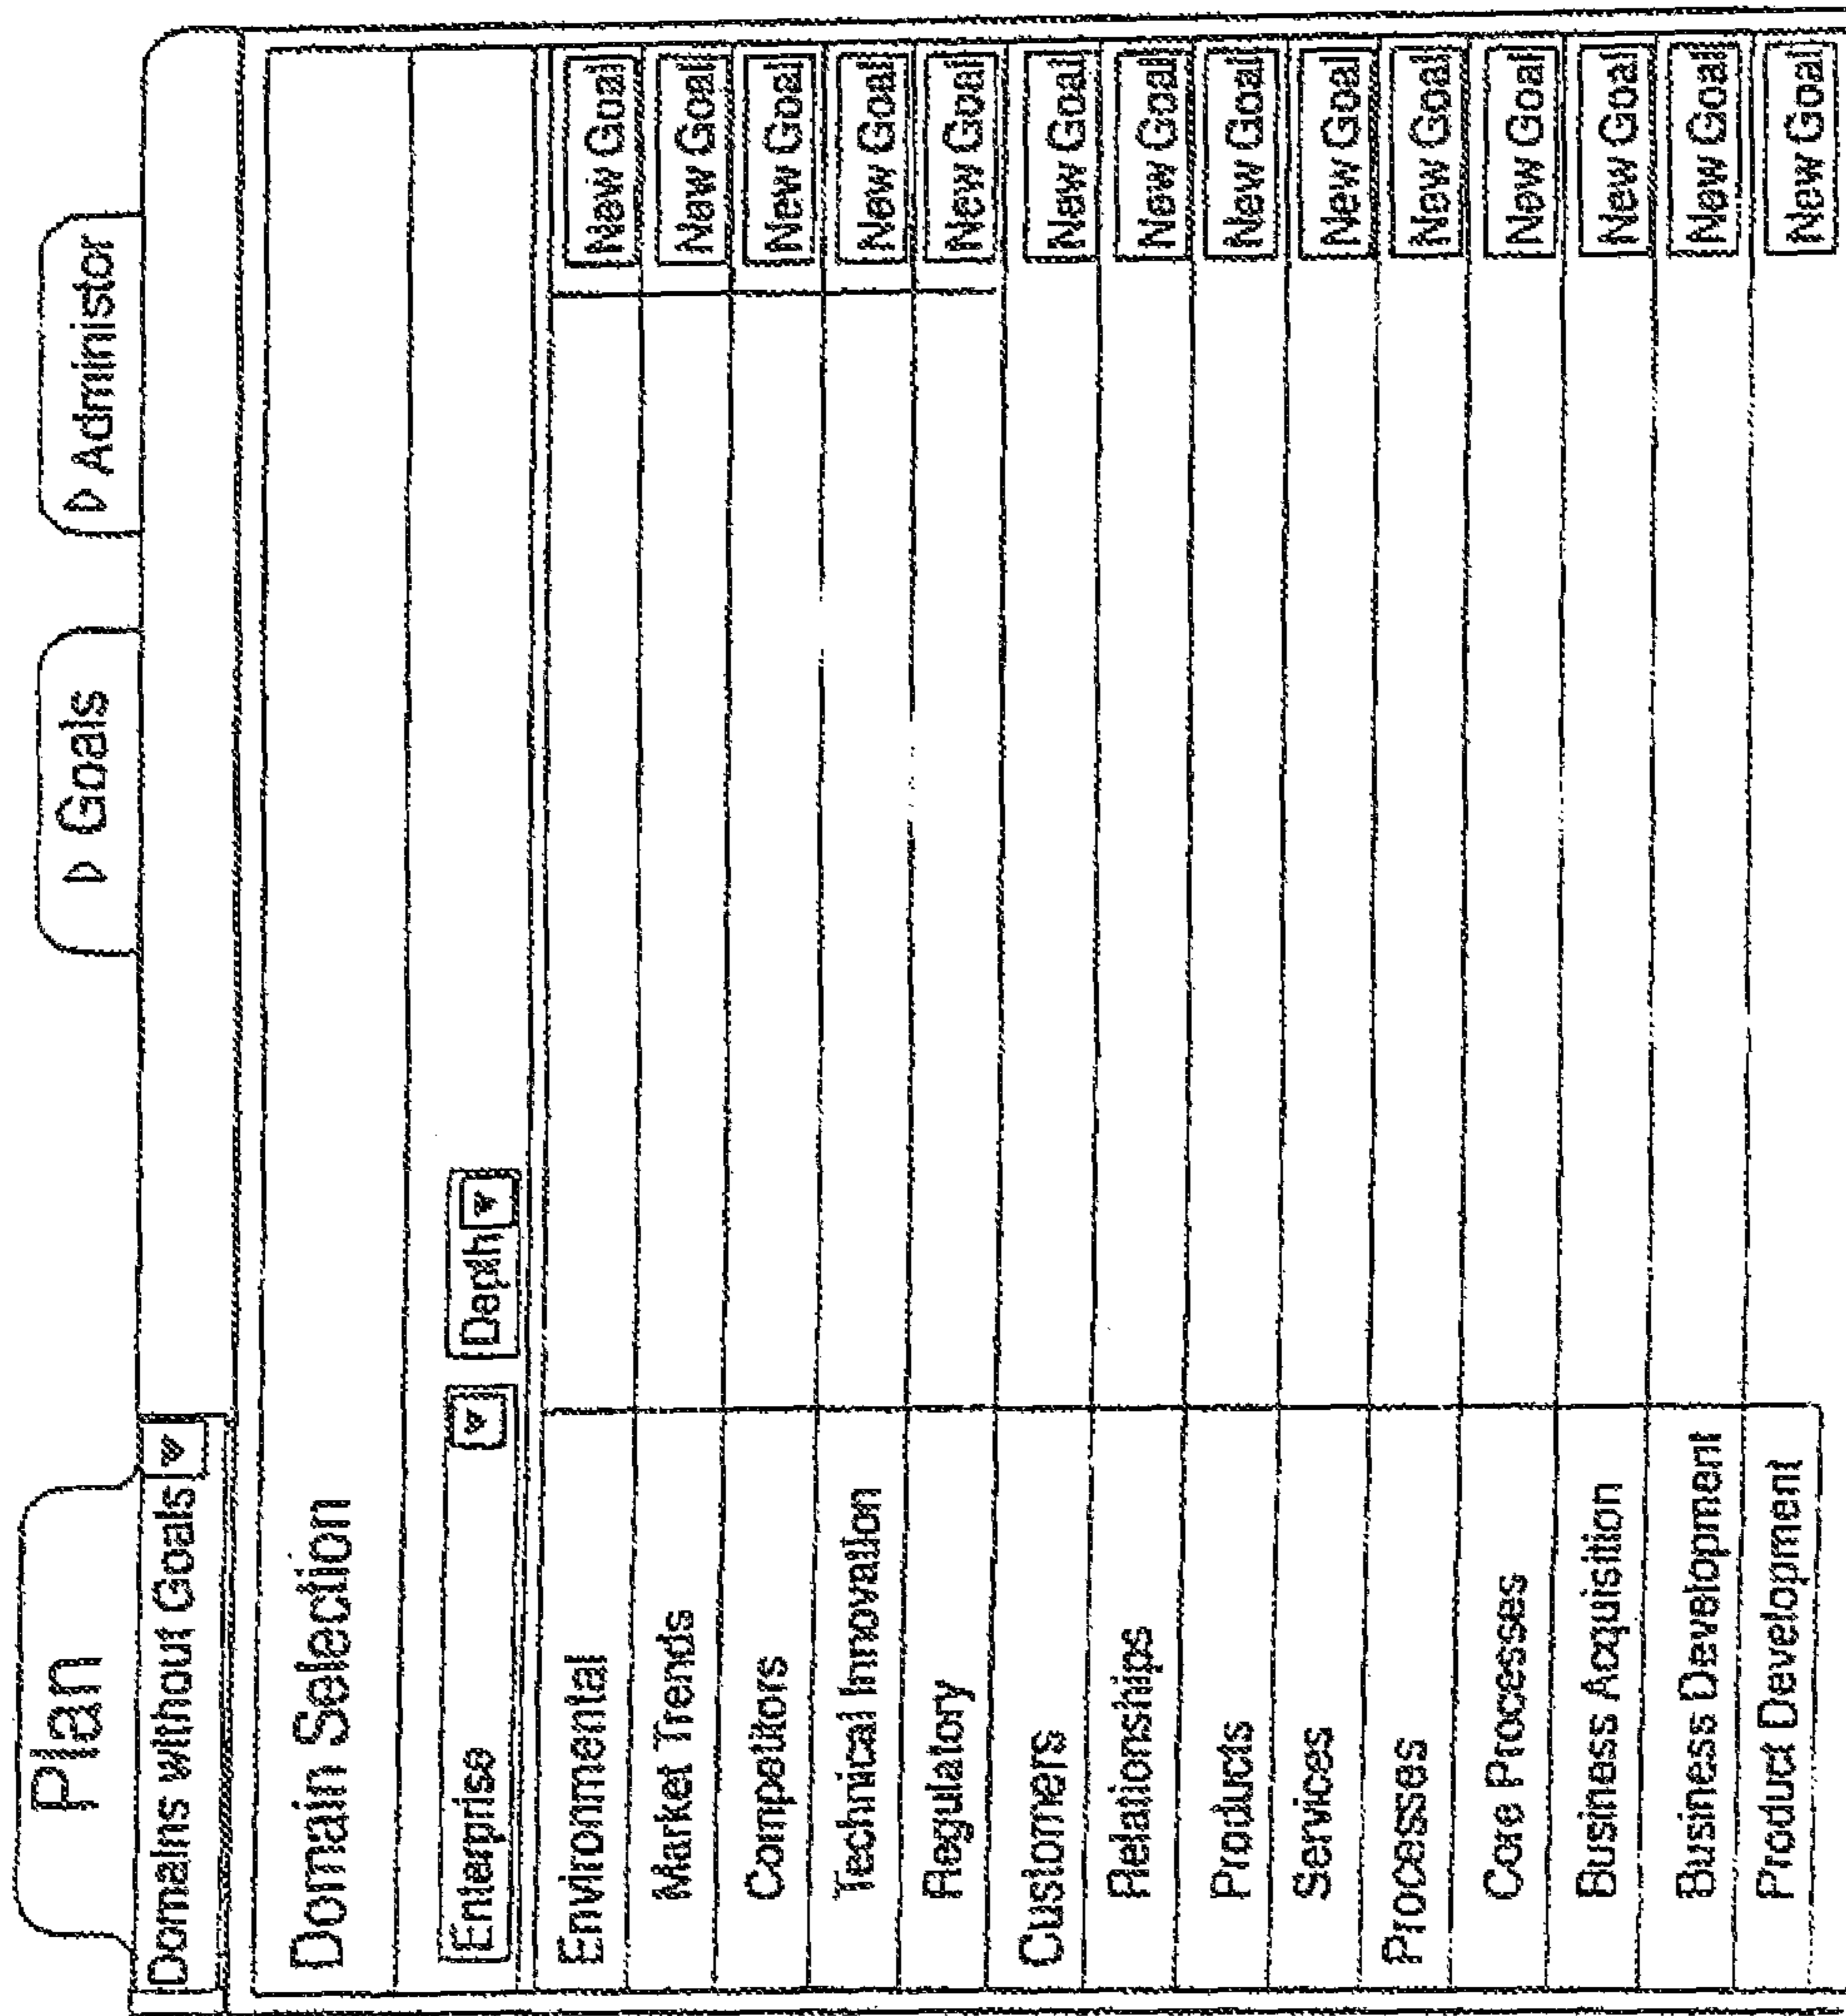 Plan ▷ Goals ▷ Administor
Domains without Goals
Domain Selection
Enterprise Depth
Environmental New Goal
Market Trends New Goal
Competitors New Goal
Technical Innovation New Goal
Regulatory New Goal
Customers New Goal
Relationships New Goal
Products New Goal
Services New Goal
Processes New Goal
Core Processes New Goal
Business Acquisition New Goal
Business Development New Goal
Product Development New Goal